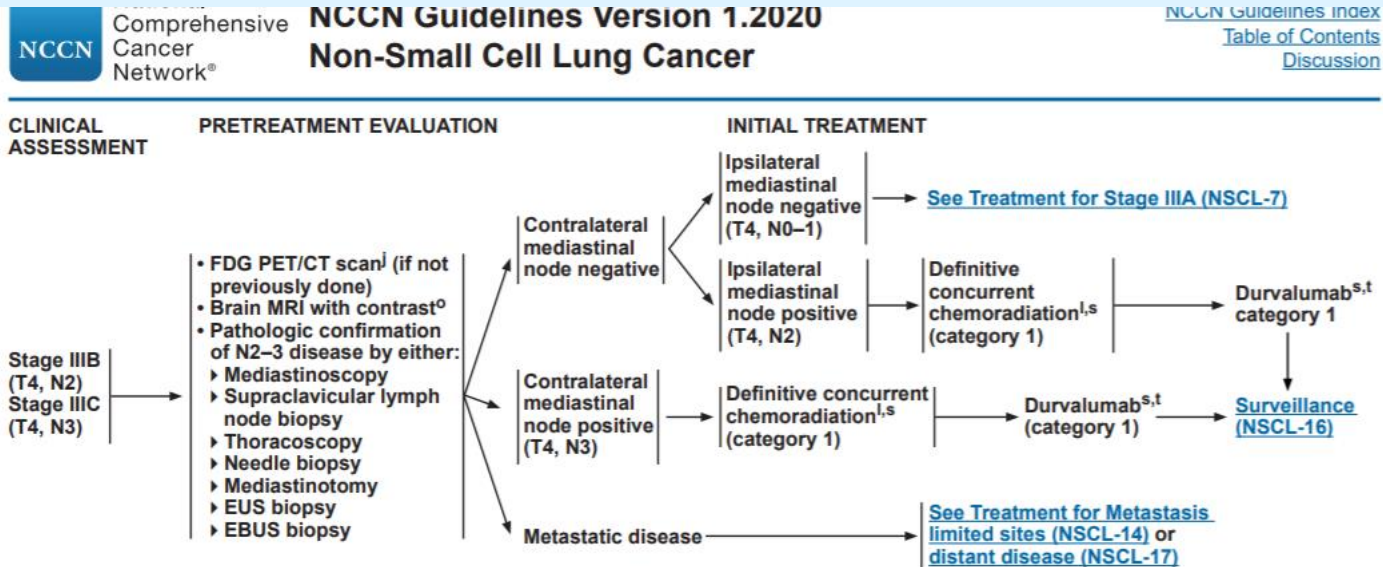 Comprehensive
Cancer
Network®
NCCN
NCCN Guidelines Version 1.2020
Non-Small Cell Lung Cancer
NCCN Guidelines Index
Table of Contents
Discussion
CLINICAL
ASSESSMENT
PRETREATMENT EVALUATION
INITIAL TREATMENT
Stage IIIB
(T4, N2)
Stage IIIC
(T4, N3)
• FDG PET/CT scanj (if not
previously done)
• Brain MRI with contrasto
• Pathologic confirmation
of N2–3 disease by either:
▸ Mediastinoscopy
▸ Supraclavicular lymph
node biopsy
▸ Thoracoscopy
▸ Needle biopsy
▸ Mediastinotomy
▸ EUS biopsy
▸ EBUS biopsy
Contralateral
mediastinal
node negative
Ipsilateral
mediastinal
node negative
(T4, N0–1)
See Treatment for Stage IIIA (NSCL-7)
Ipsilateral
mediastinal
node positive
(T4, N2)
Definitive
concurrent
chemoradiationl,s
(category 1)
Durvalumabs,t
category 1
Contralateral
mediastinal
node positive
(T4, N3)
Definitive concurrent
chemoradiationl,s
(category 1)
Durvalumabs,t
(category 1)
Surveillance
(NSCL-16)
Metastatic disease
See Treatment for Metastasis
limited sites (NSCL-14) or
distant disease (NSCL-17)